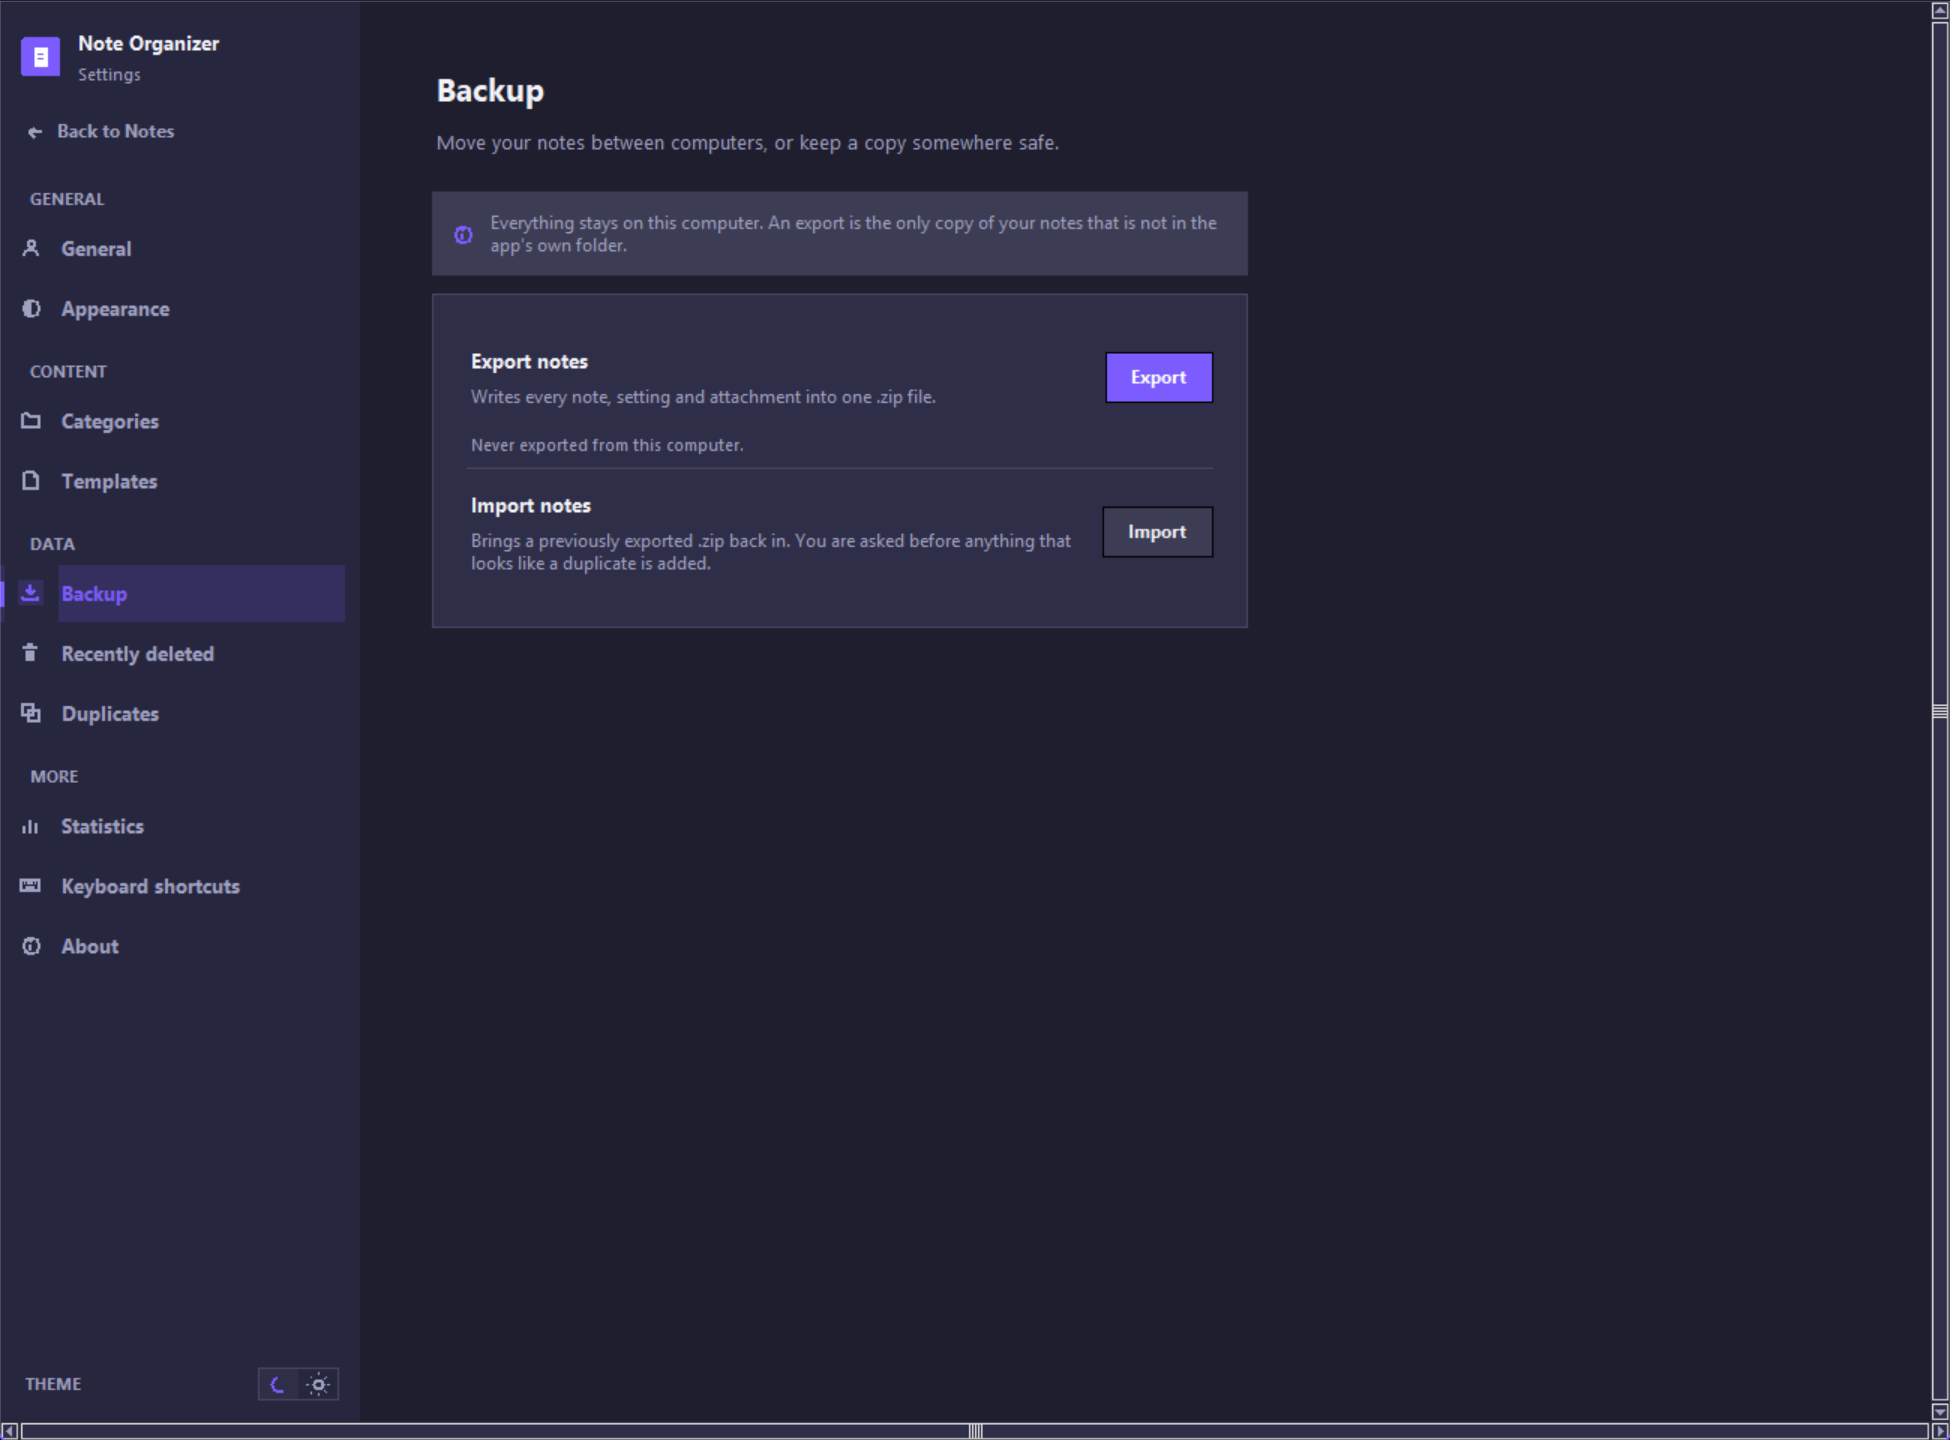 Note Organizer
Settings
Back to Notes
GENERAL
General
Appearance
CONTENT
Categories
Templates
DATA
Backup
Recently deleted
Duplicates
MORE
Statistics
Keyboard shortcuts
About
THEME
Backup
Move your notes between computers, or keep a copy somewhere safe.
Everything stays on this computer. An export is the only copy of your notes that is not in the
app's own folder.
Export notes
Writes every note, setting and attachment into one .zip file.
Export
Never exported from this computer.
Import notes
Brings a previously exported .zip back in. You are asked before anything that
looks like a duplicate is added.
Import